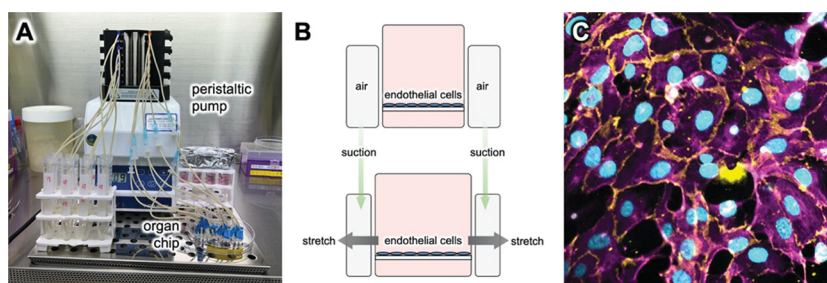 A
peristaltic
pump
organ
chip
B
air
endothelial cells
air
suction
suction
stretch
endothelial cells
stretch
C